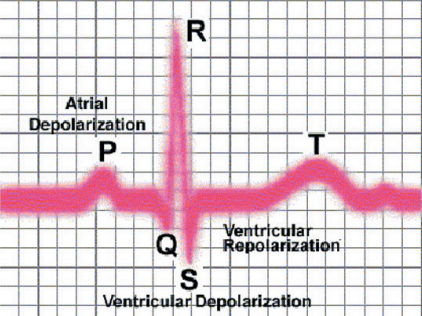 R
Atrial
Depolarization
P
T
Q
Ventricular
Repolarization
S
Ventricular Depolarization